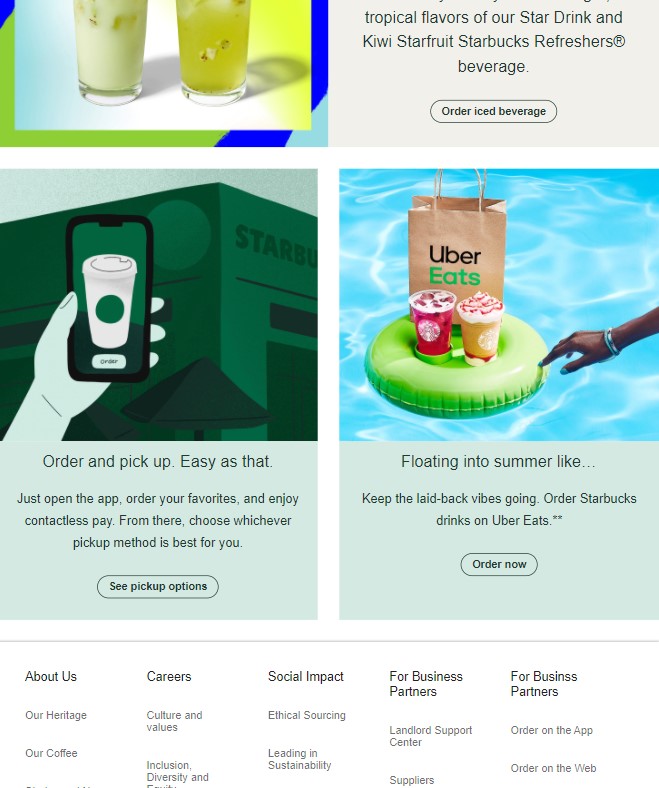 tropical flavors of our Star Drink and
Kiwi Starfruit Starbucks Refreshers®
beverage.
Order iced beverage
STARBU
Order
Uber
Eats
Order and pick up. Easy as that.
Just open the app, order your favorites, and enjoy
contactless pay. From there, choose whichever
pickup method is best for you.
See pickup options
Floating into summer like…
Keep the laid-back vibes going. Order Starbucks
drinks on Uber Eats.**
Order now
About Us
Our Heritage
Our Coffee
Careers
Culture and
values
Inclusion,
Diversity and
Equity
Social Impact
Ethical Sourcing
Leading in
Sustainability
For Business
Partners
Landlord Support
Center
Suppliers
For Businss
Partners
Order on the App
Order on the Web